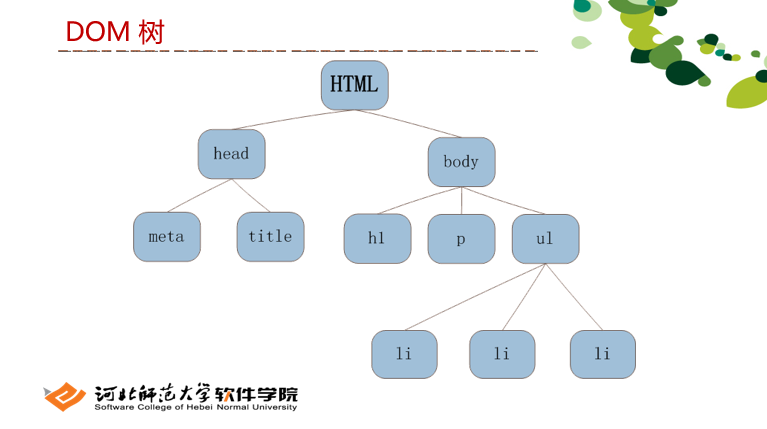 DOM 树
HTML
head
body
meta
title
h1
p
ul
li
li
li
河北师范大学软件学院
Software College of Hebei Normal University